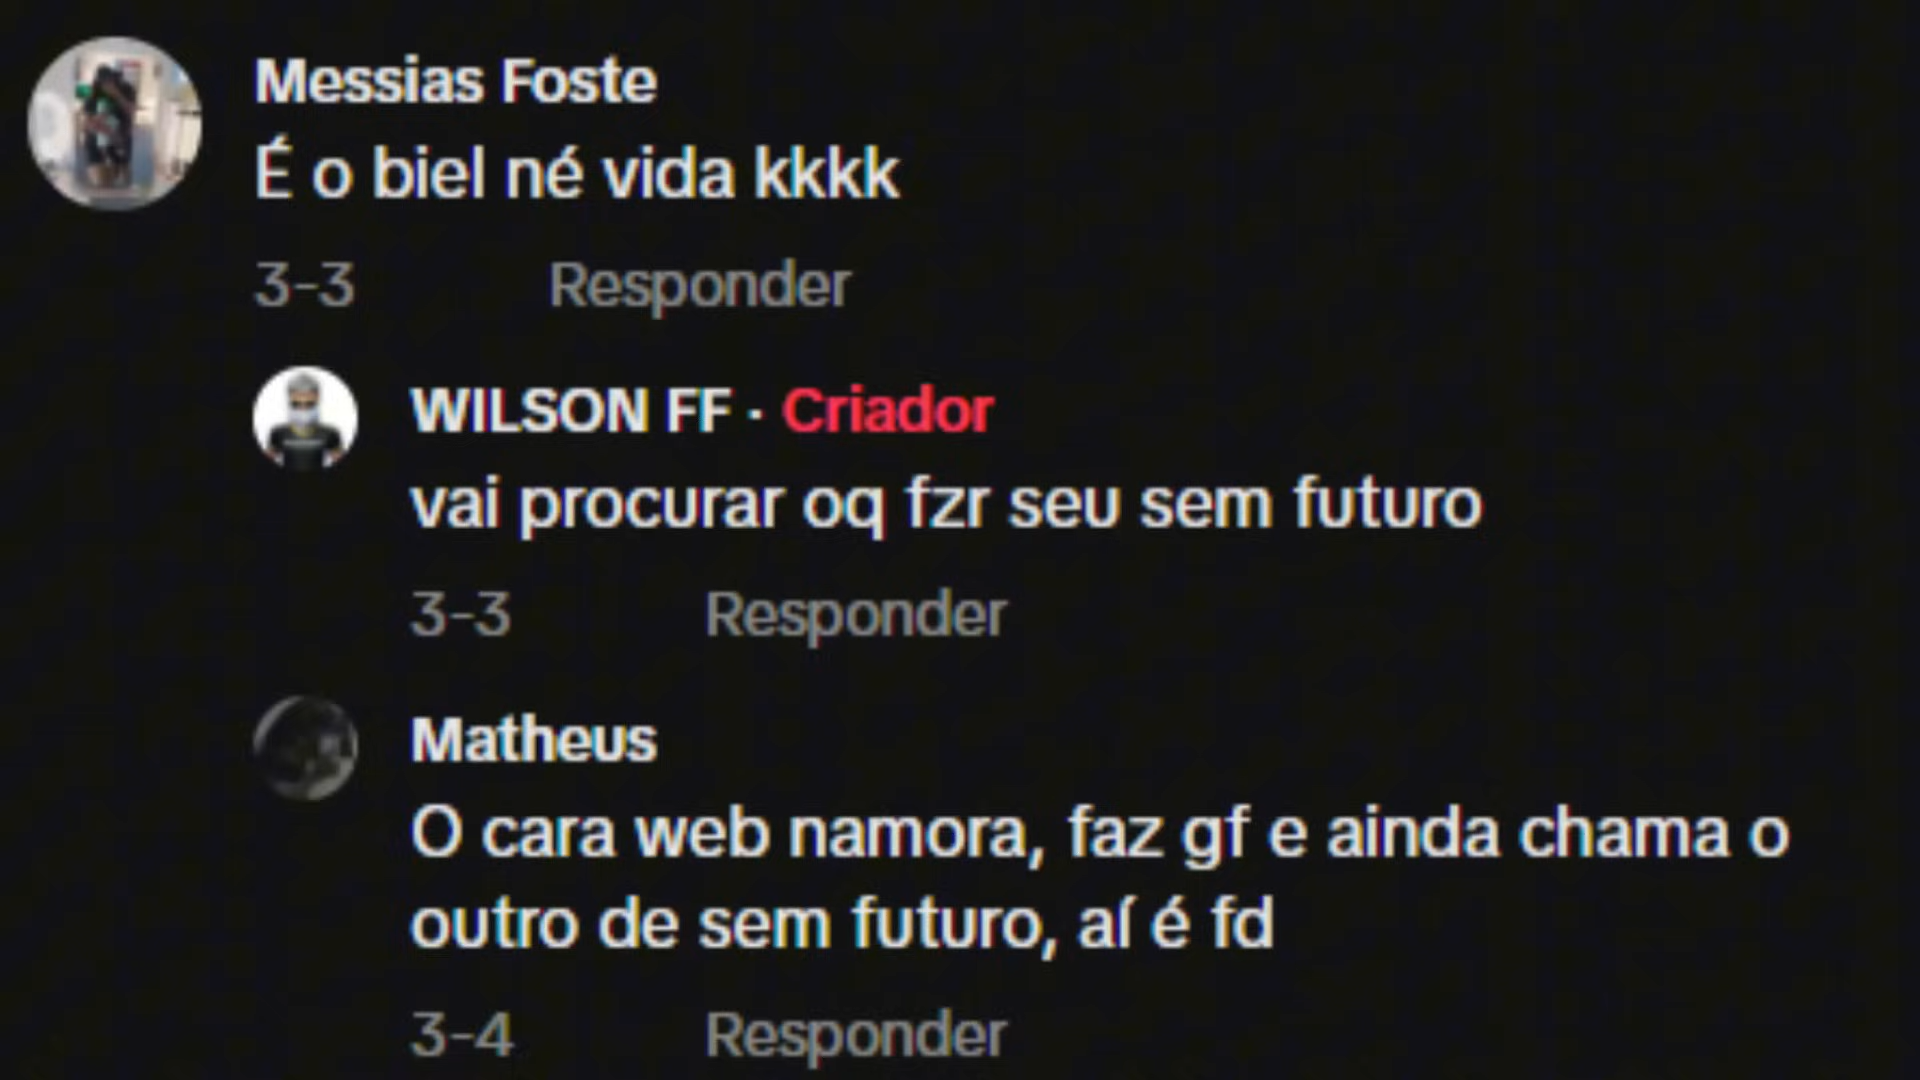 Messias Foste
É o biel né vida kkkk
3-3 Responder
WILSON FF · Criador
vai procurar oq fzr seu sem futuro
3-3 Responder
Matheus
O cara web namora, faz gf e ainda chama o
outro de sem futuro, aí é fd
3-4 Responder